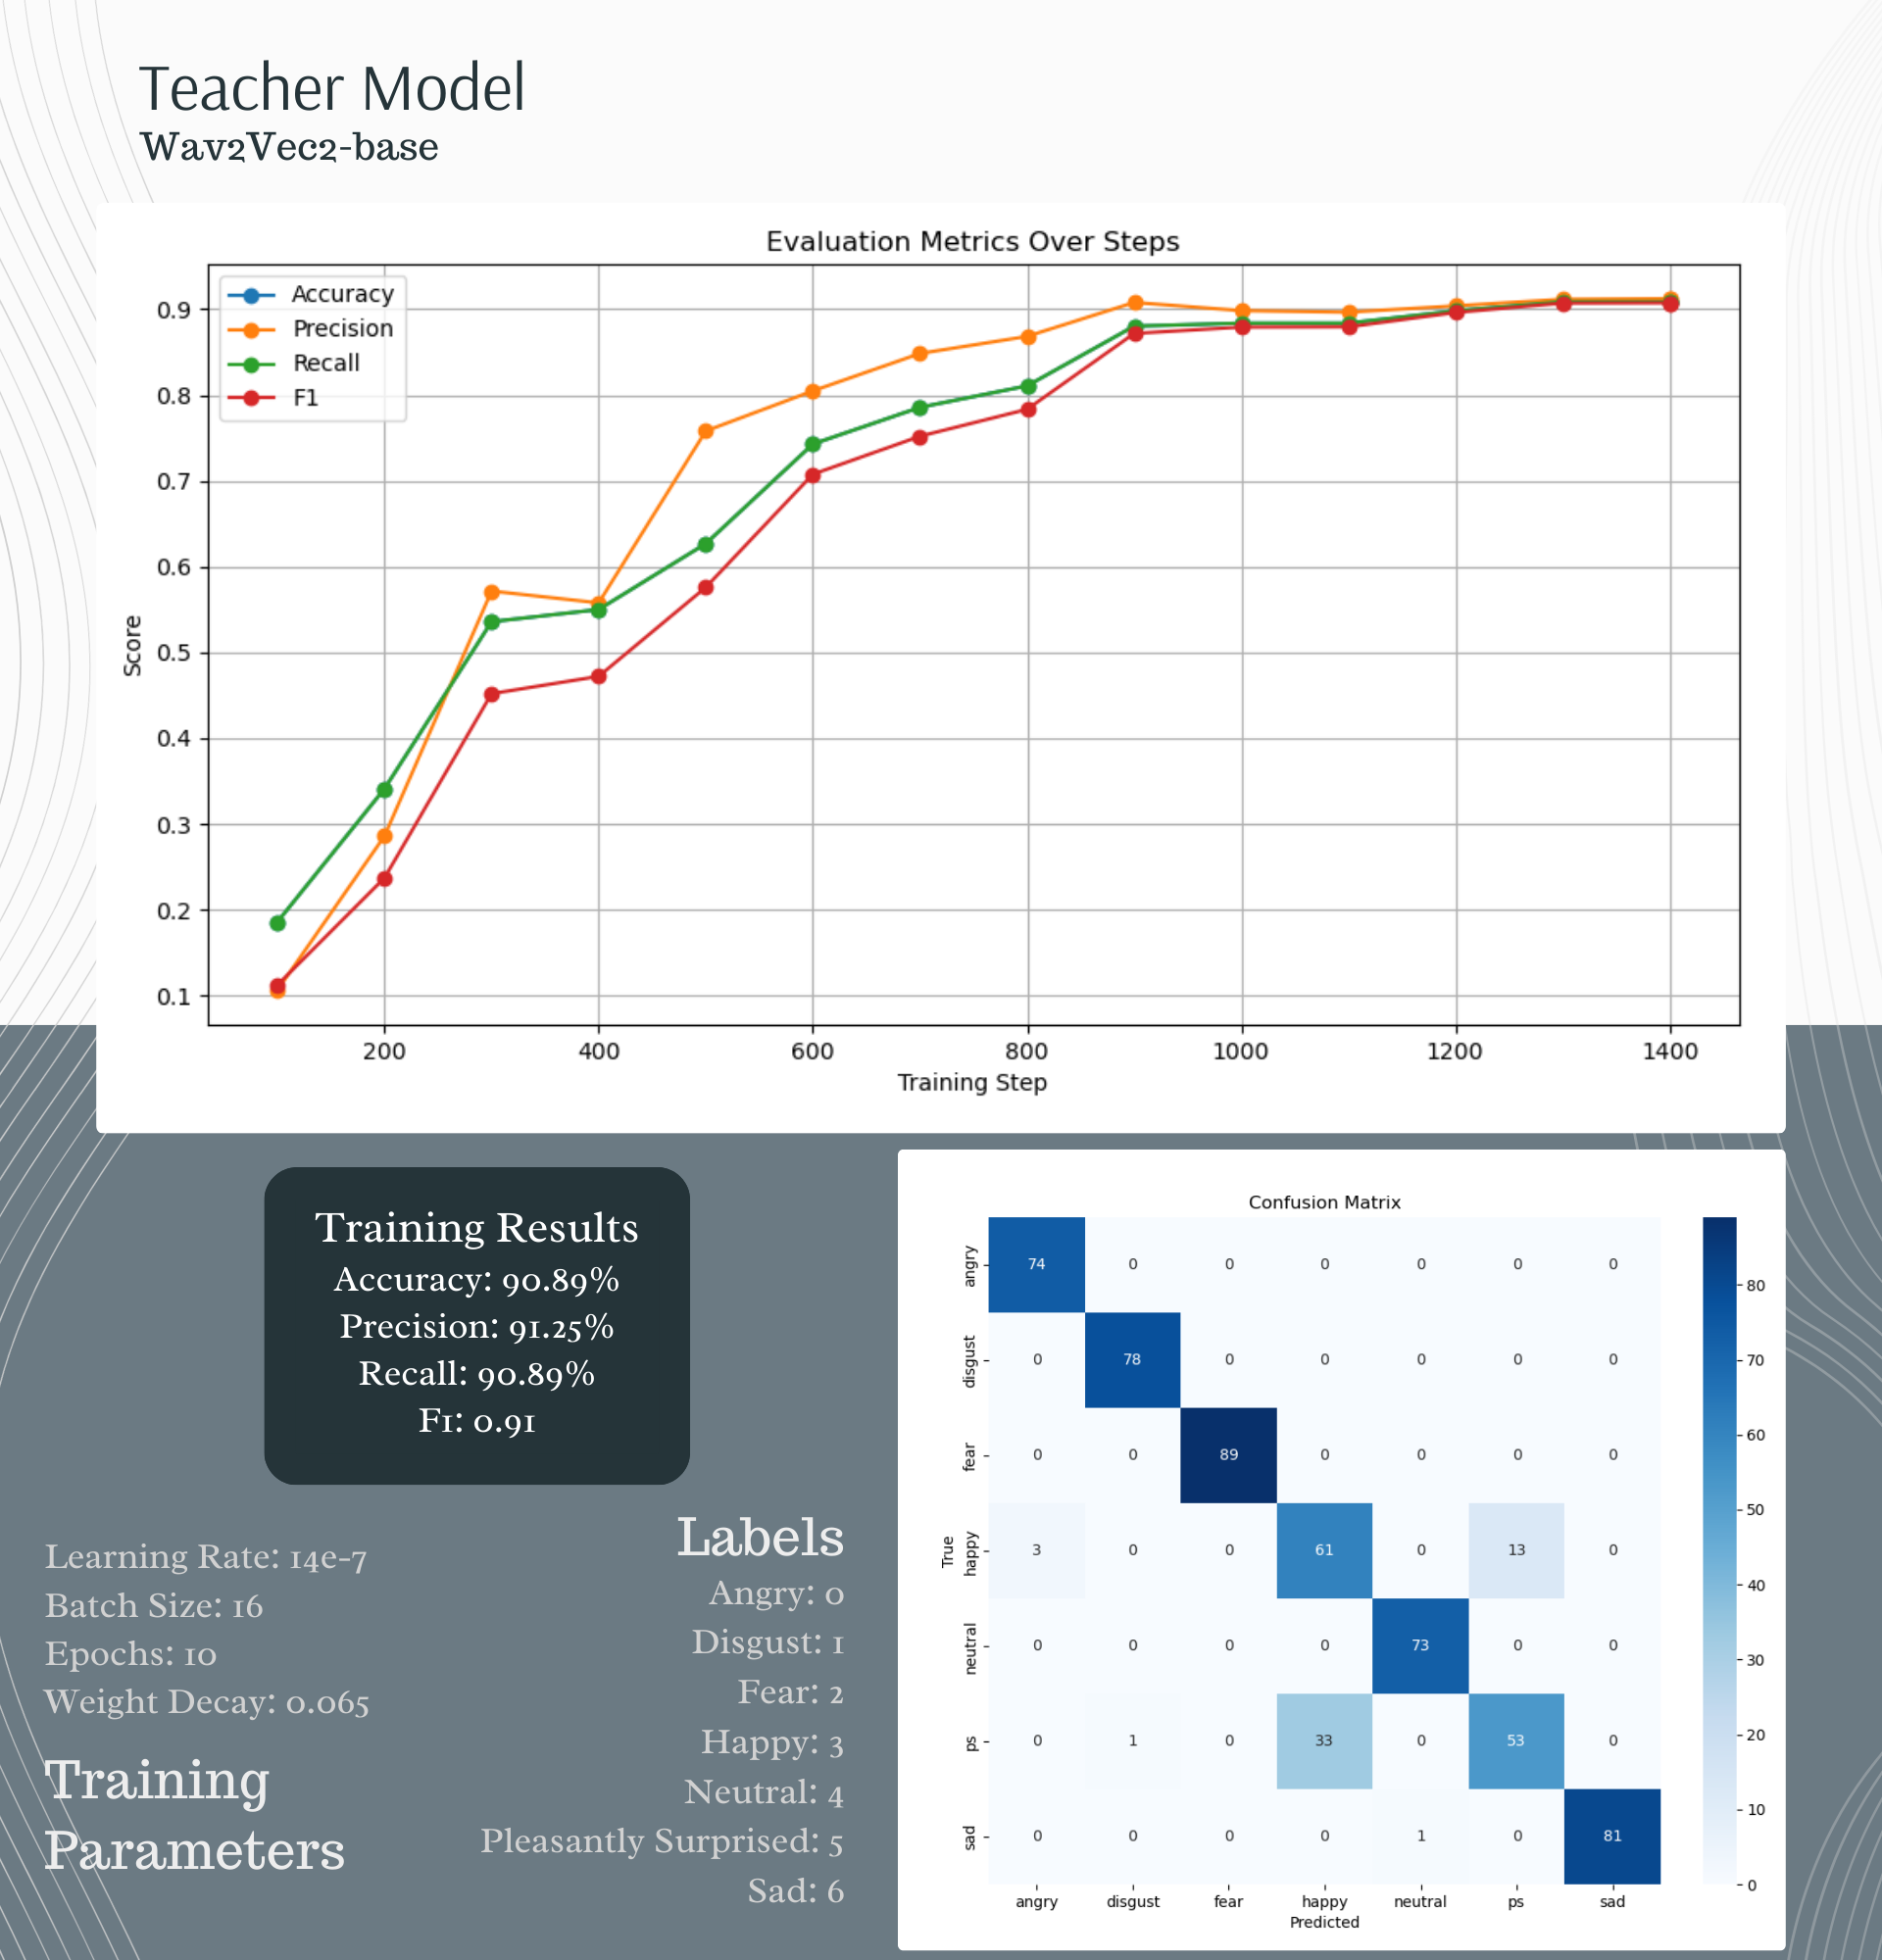 Teacher Model
Wav2Vec2-base
Evaluation Metrics Over Steps
Accuracy
Precision
Recall
F1
0.9
0.8
0.7
0.6
0.5
0.4
0.3
0.2
0.1
Score
200 400 600 800 1000 1200 1400
Training Step
Training Results
Accuracy: 90.89%
Precision: 91.25%
Recall: 90.89%
F1: 0.91
Learning Rate: 14e-7
Batch Size: 16
Epochs: 10
Weight Decay: 0.065
Training
Parameters
Labels
Angry: 0
Disgust: 1
Fear: 2
Happy: 3
Neutral: 4
Pleasantly Surprised: 5
Sad: 6
Confusion Matrix
True
angry 74 0 0 0 0 0 0
disgust 0 78 0 0 0 0 0
fear 0 0 89 0 0 0 0
happy 3 0 0 61 0 13 0
neutral 0 0 0 0 73 0 0
ps 0 1 0 33 0 53 0
sad 0 0 0 0 1 0 81
angry disgust fear happy neutral ps sad
Predicted
80
70
60
50
40
30
20
10
0